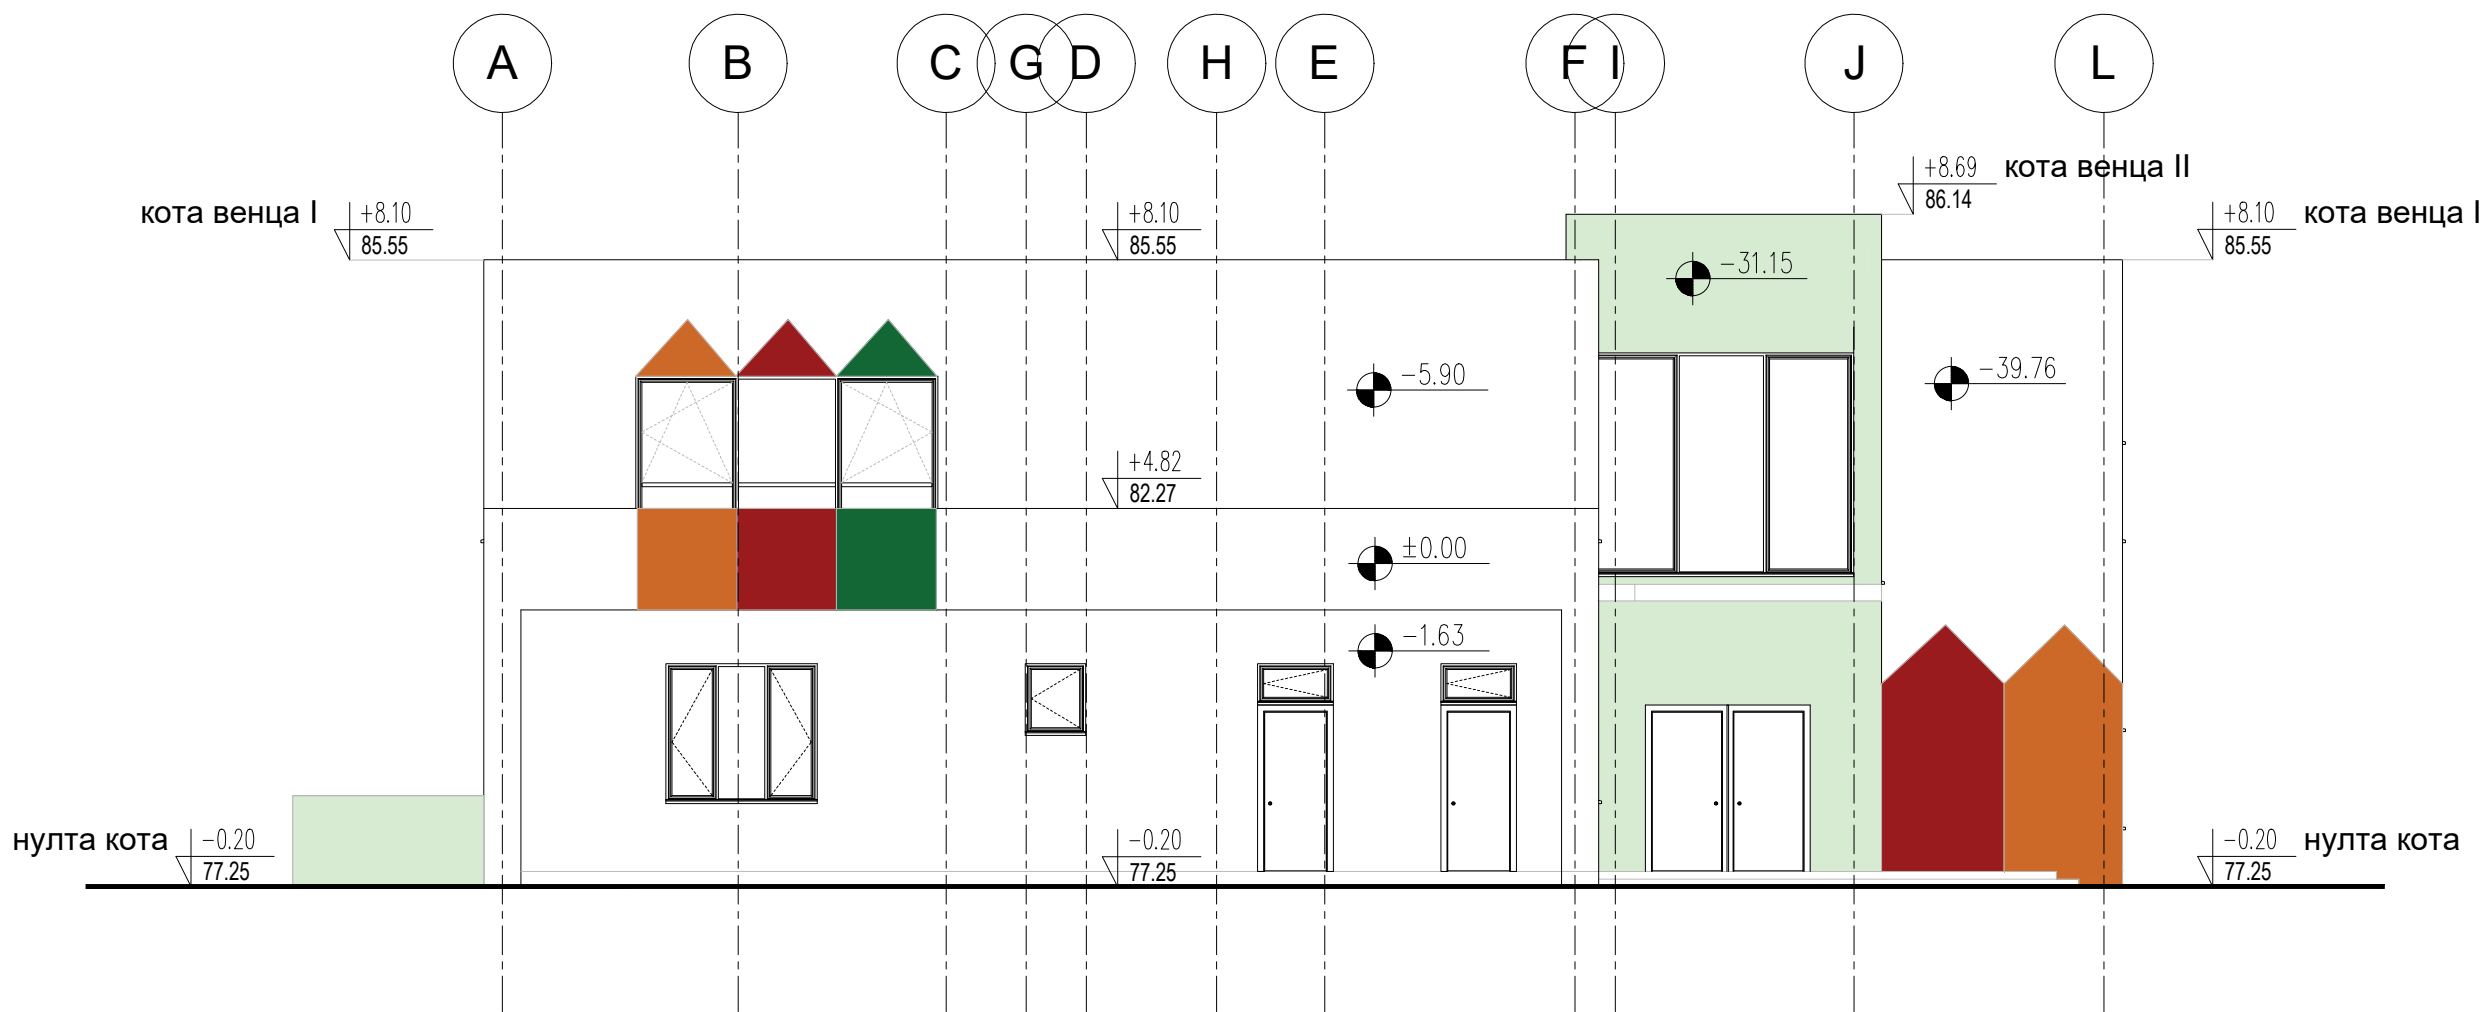 A B C G D H E F I J L
+8.69 кота венца II
86.14
кота венца I +8.10
85.55
+8.10
85.55
+8.10 кота венца I
85.55
-31.15
-5.90
-39.76
+4.82
82.27
±0.00
-1.63
нулта кота -0.20
77.25
-0.20
77.25
-0.20 нулта кота
77.25